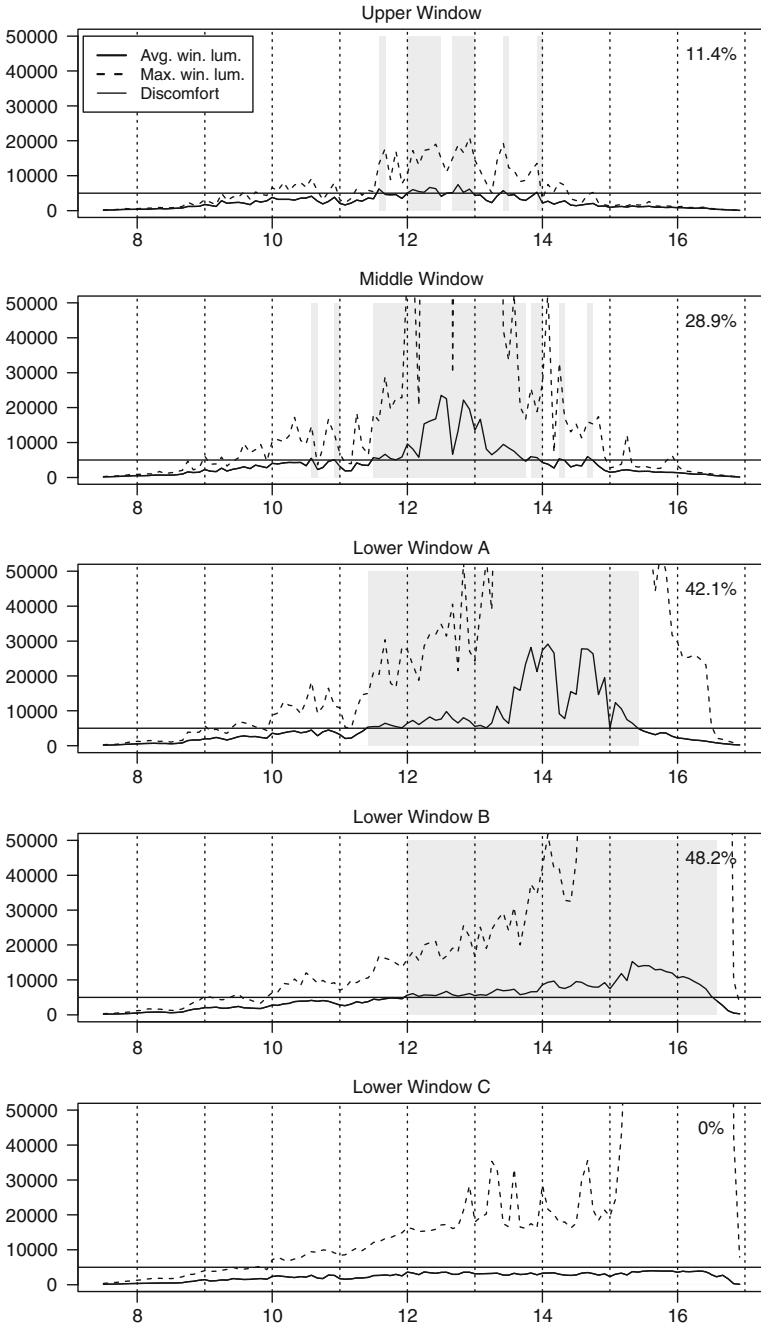 Upper Window
50000
40000
30000
20000
10000
0
Avg. win. lum.
Max. win. lum.
Discomfort
11.4%
8 10 12 14 16
Middle Window
50000
40000
30000
20000
10000
0
28.9%
8 10 12 14 16
Lower Window A
50000
40000
30000
20000
10000
0
42.1%
8 10 12 14 16
Lower Window B
50000
40000
30000
20000
10000
0
48.2%
8 10 12 14 16
Lower Window C
50000
40000
30000
20000
10000
0
0%
8 10 12 14 16